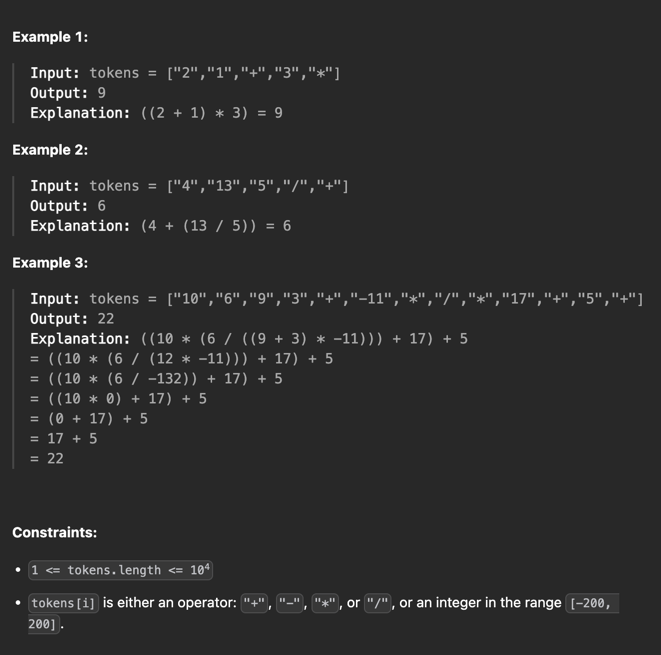 Example 1:
Input: tokens = ["2","1","+","3","*"]
Output: 9
Explanation: ((2 + 1) * 3) = 9
Example 2:
Input: tokens = ["4","13","5","/","+"]
Output: 6
Explanation: (4 + (13 / 5)) = 6
Example 3:
Input: tokens = ["10","6","9","3","+","-11","*","/","*","17","+","5","+"]
Output: 22
Explanation: ((10 * (6 / ((9 + 3) * -11))) + 17) + 5
= ((10 * (6 / (12 * -11))) + 17) + 5
= ((10 * (6 / -132)) + 17) + 5
= ((10 * 0) + 17) + 5
= (0 + 17) + 5
= 17 + 5
= 22
Constraints:
• 1 <= tokens.length <= 10⁴
• tokens[i] is either an operator: "+", "-", "*", or "/", or an integer in the range [-200,
200].